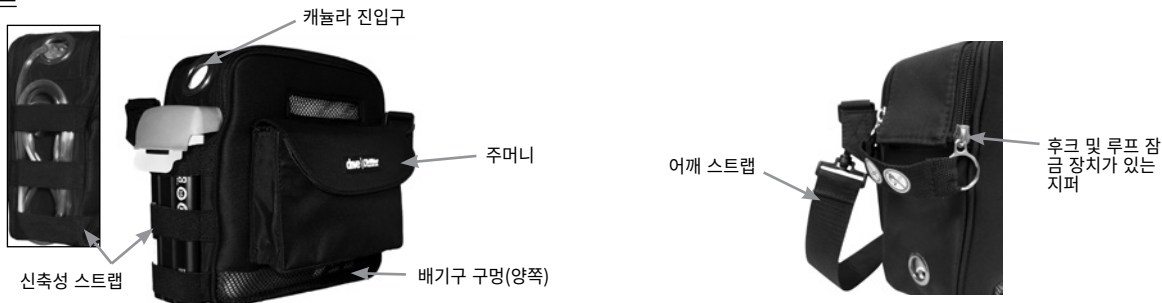 캐뉼라 진입구
주머니
신축성 스트랩
배기구 구멍(양쪽)
어깨 스트랩
후크 및 루프 잠
금 장치가 있는
지퍼